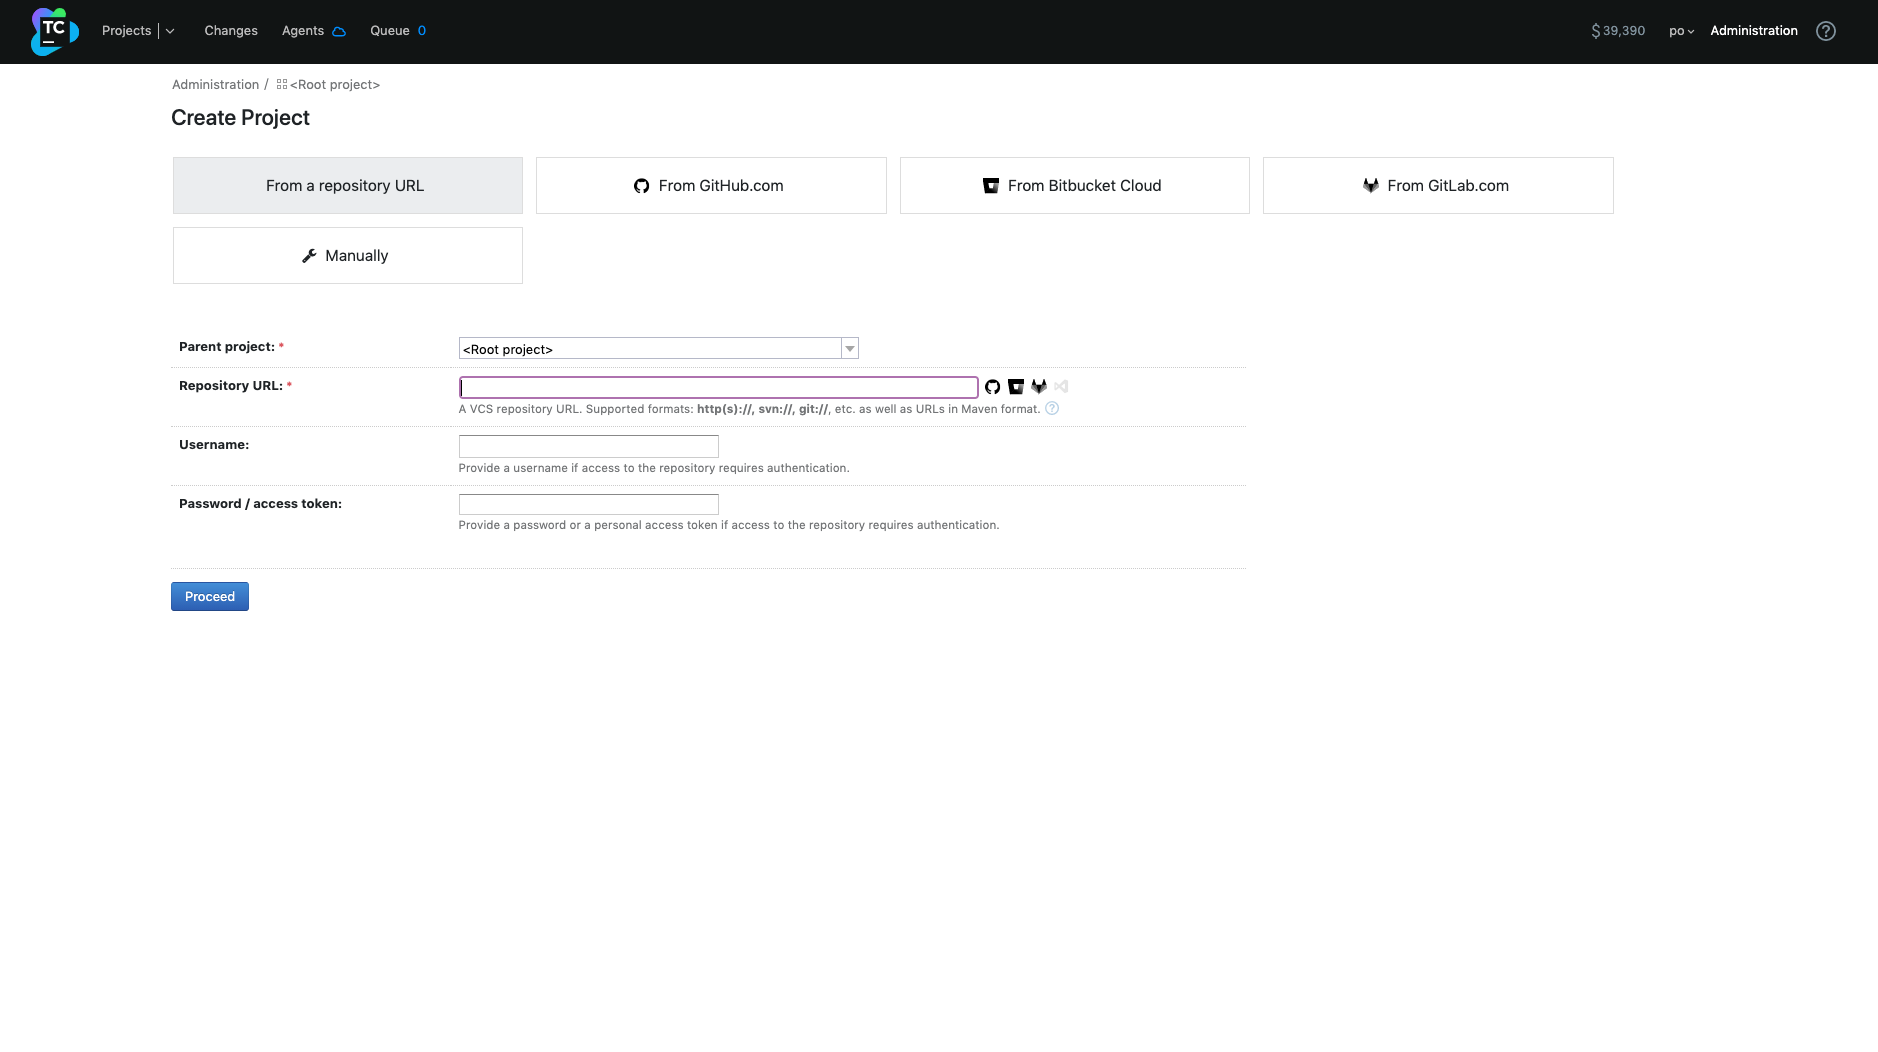 TC Projects Changes Agents Queue 0 $ 39,390 po Administration ?
Administration / <Root project>
Create Project
From a repository URL From GitHub.com From Bitbucket Cloud From GitLab.com
Manually
Parent project: * <Root project>
Repository URL: *
A VCS repository URL. Supported formats: http(s)://, svn://, git://, etc. as well as URLs in Maven format. ?
Username:
Provide a username if access to the repository requires authentication.
Password / access token:
Provide a password or a personal access token if access to the repository requires authentication.
Proceed